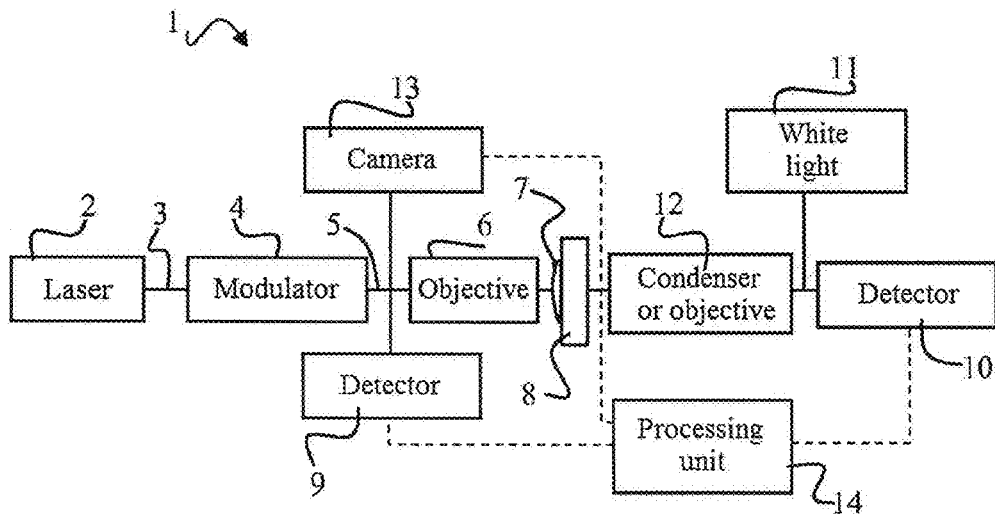 1
13
Camera
11
White
light
2
3
4
5
6
7
12
Laser
Modulator
Objective
Condenser
or objective
Detector
8
10
Detector
9
Processing
unit
14